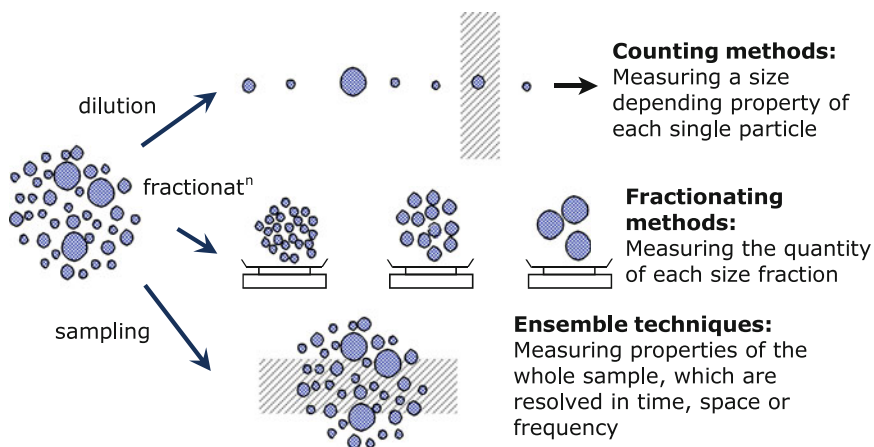 Counting methods:
Measuring a size
depending property of
each single particle
dilution
fractionatⁿ
Fractionating
methods:
Measuring the quantity
of each size fraction
sampling
Ensemble techniques:
Measuring properties of the
whole sample, which are
resolved in time, space or
frequency